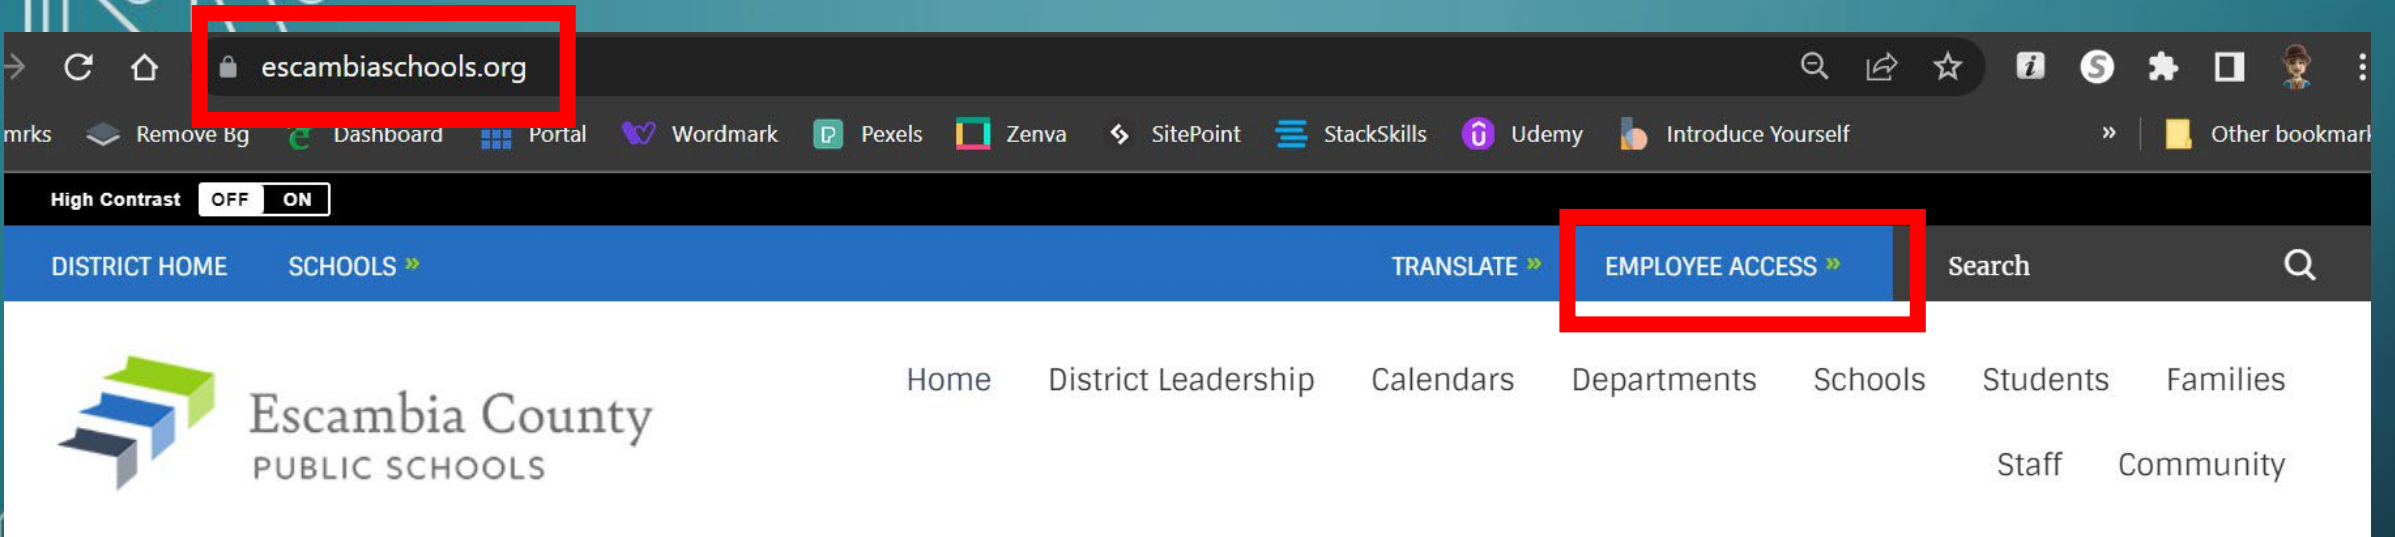 escambiaschools.org
mrks Remove Bg Dashboard Portal Wordmark Pexels Zenva SitePoint StackSkills Udemy Introduce Yourself » Other bookmark
High Contrast OFF ON
DISTRICT HOME SCHOOLS » TRANSLATE » EMPLOYEE ACCESS » Search
Home District Leadership Calendars Departments Schools Students Families
Staff Community
Escambia County
PUBLIC SCHOOLS